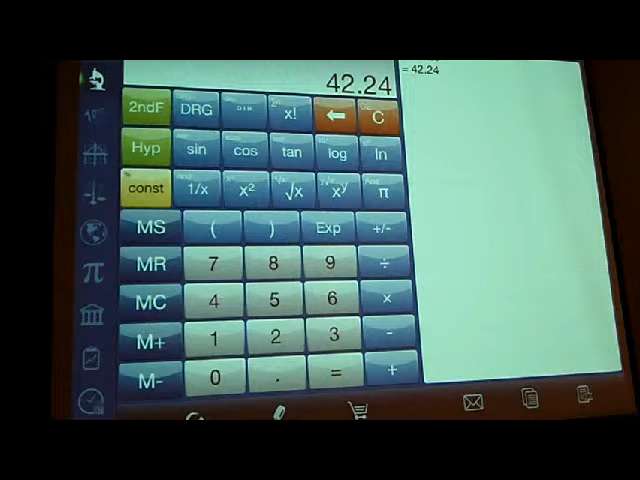 42.24
= 42.24
2ndF DRG x! C
Hyp sin cos tan log ln
const 1/x x² √x xʸ π
MS ( ) Exp +/-
MR 7 8 9 ÷
MC 4 5 6 x
M+ 1 2 3 -
M- 0 . = +